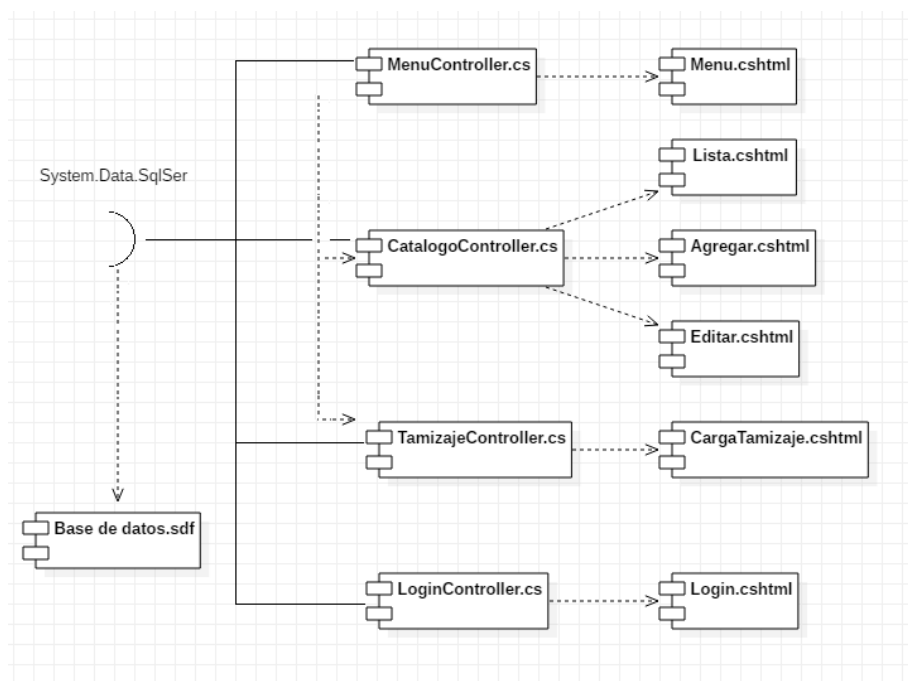 MenuController.cs
Menu.cshtml
Lista.cshtml
System.Data.SqlSer
CatalogoController.cs
Agregar.cshtml
Editar.cshtml
TamizajeController.cs
CargaTamizaje.cshtml
Base de datos.sdf
LoginController.cs
Login.cshtml